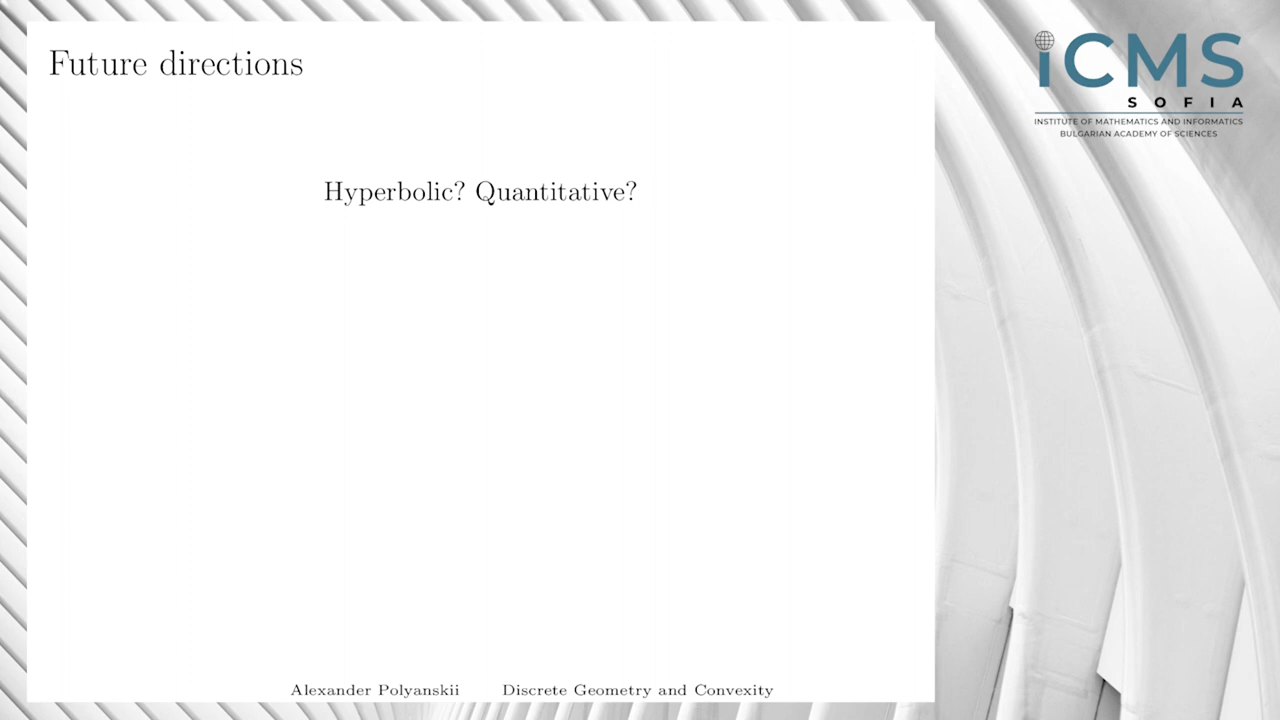 Future directions
Hyperbolic? Quantitative?
Alexander Polyanskii Discrete Geometry and Convexity
iCMS
SOFIA
INSTITUTE OF MATHEMATICS AND INFORMATICS
BULGARIAN ACADEMY OF SCIENCES